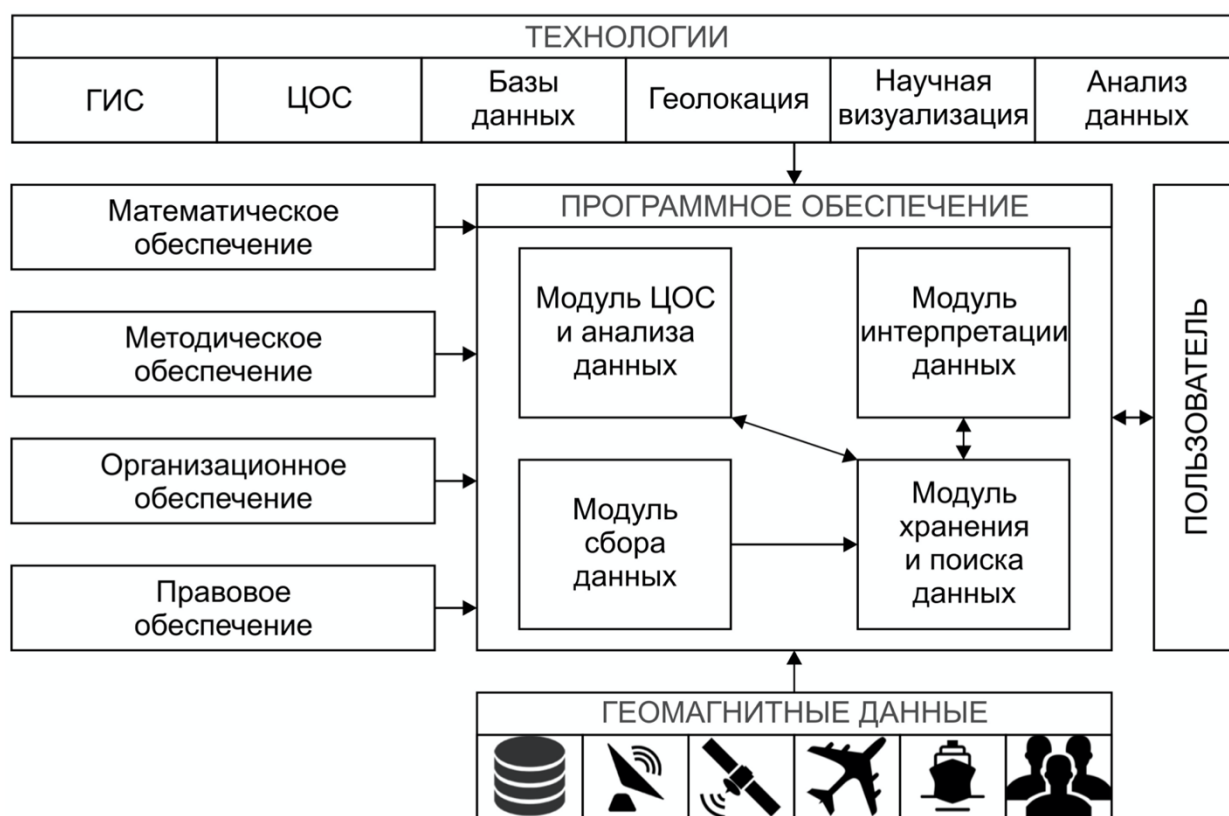 ТЕХНОЛОГИИ
ГИС
ЦОС
Базы
данных
Геолокация
Научная
визуализация
Анализ
данных
Математическое
обеспечение
Методическое
обеспечение
Организационное
обеспечение
Правовое
обеспечение
ПРОГРАММНОЕ ОБЕСПЕЧЕНИЕ
Модуль ЦОС
и анализа
данных
Модуль
интерпретации
данных
Модуль
сбора
данных
Модуль
хранения
и поиска
данных
ПОЛЬЗОВАТЕЛЬ
ГЕОМАГНИТНЫЕ ДАННЫЕ